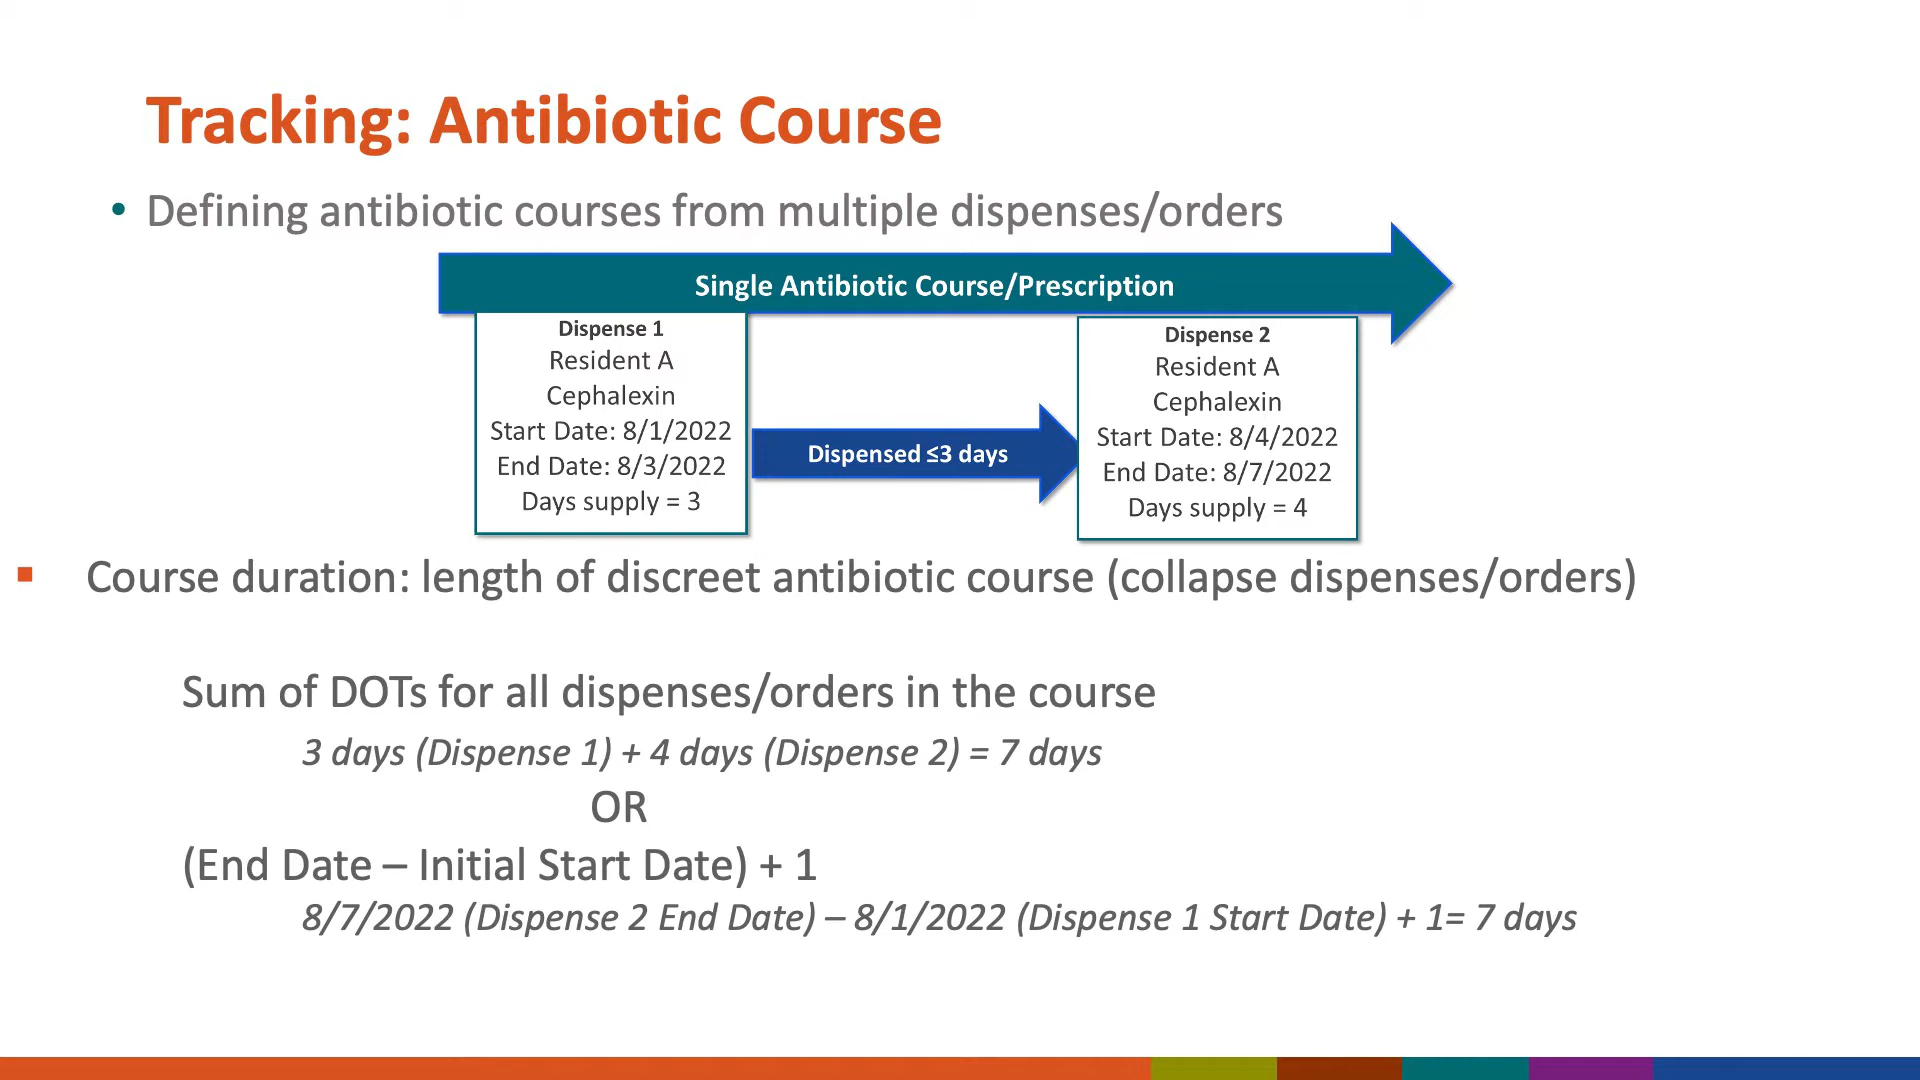 Tracking: Antibiotic Course
• Defining antibiotic courses from multiple dispenses/orders
Single Antibiotic Course/Prescription
Dispense 1
Resident A
Cephalexin
Start Date: 8/1/2022
End Date: 8/3/2022
Days supply = 3
Dispensed ≤3 days
Dispense 2
Resident A
Cephalexin
Start Date: 8/4/2022
End Date: 8/7/2022
Days supply = 4
▪ Course duration: length of discreet antibiotic course (collapse dispenses/orders)
Sum of DOTs for all dispenses/orders in the course
3 days (Dispense 1) + 4 days (Dispense 2) = 7 days
OR
(End Date – Initial Start Date) + 1
8/7/2022 (Dispense 2 End Date) – 8/1/2022 (Dispense 1 Start Date) + 1= 7 days